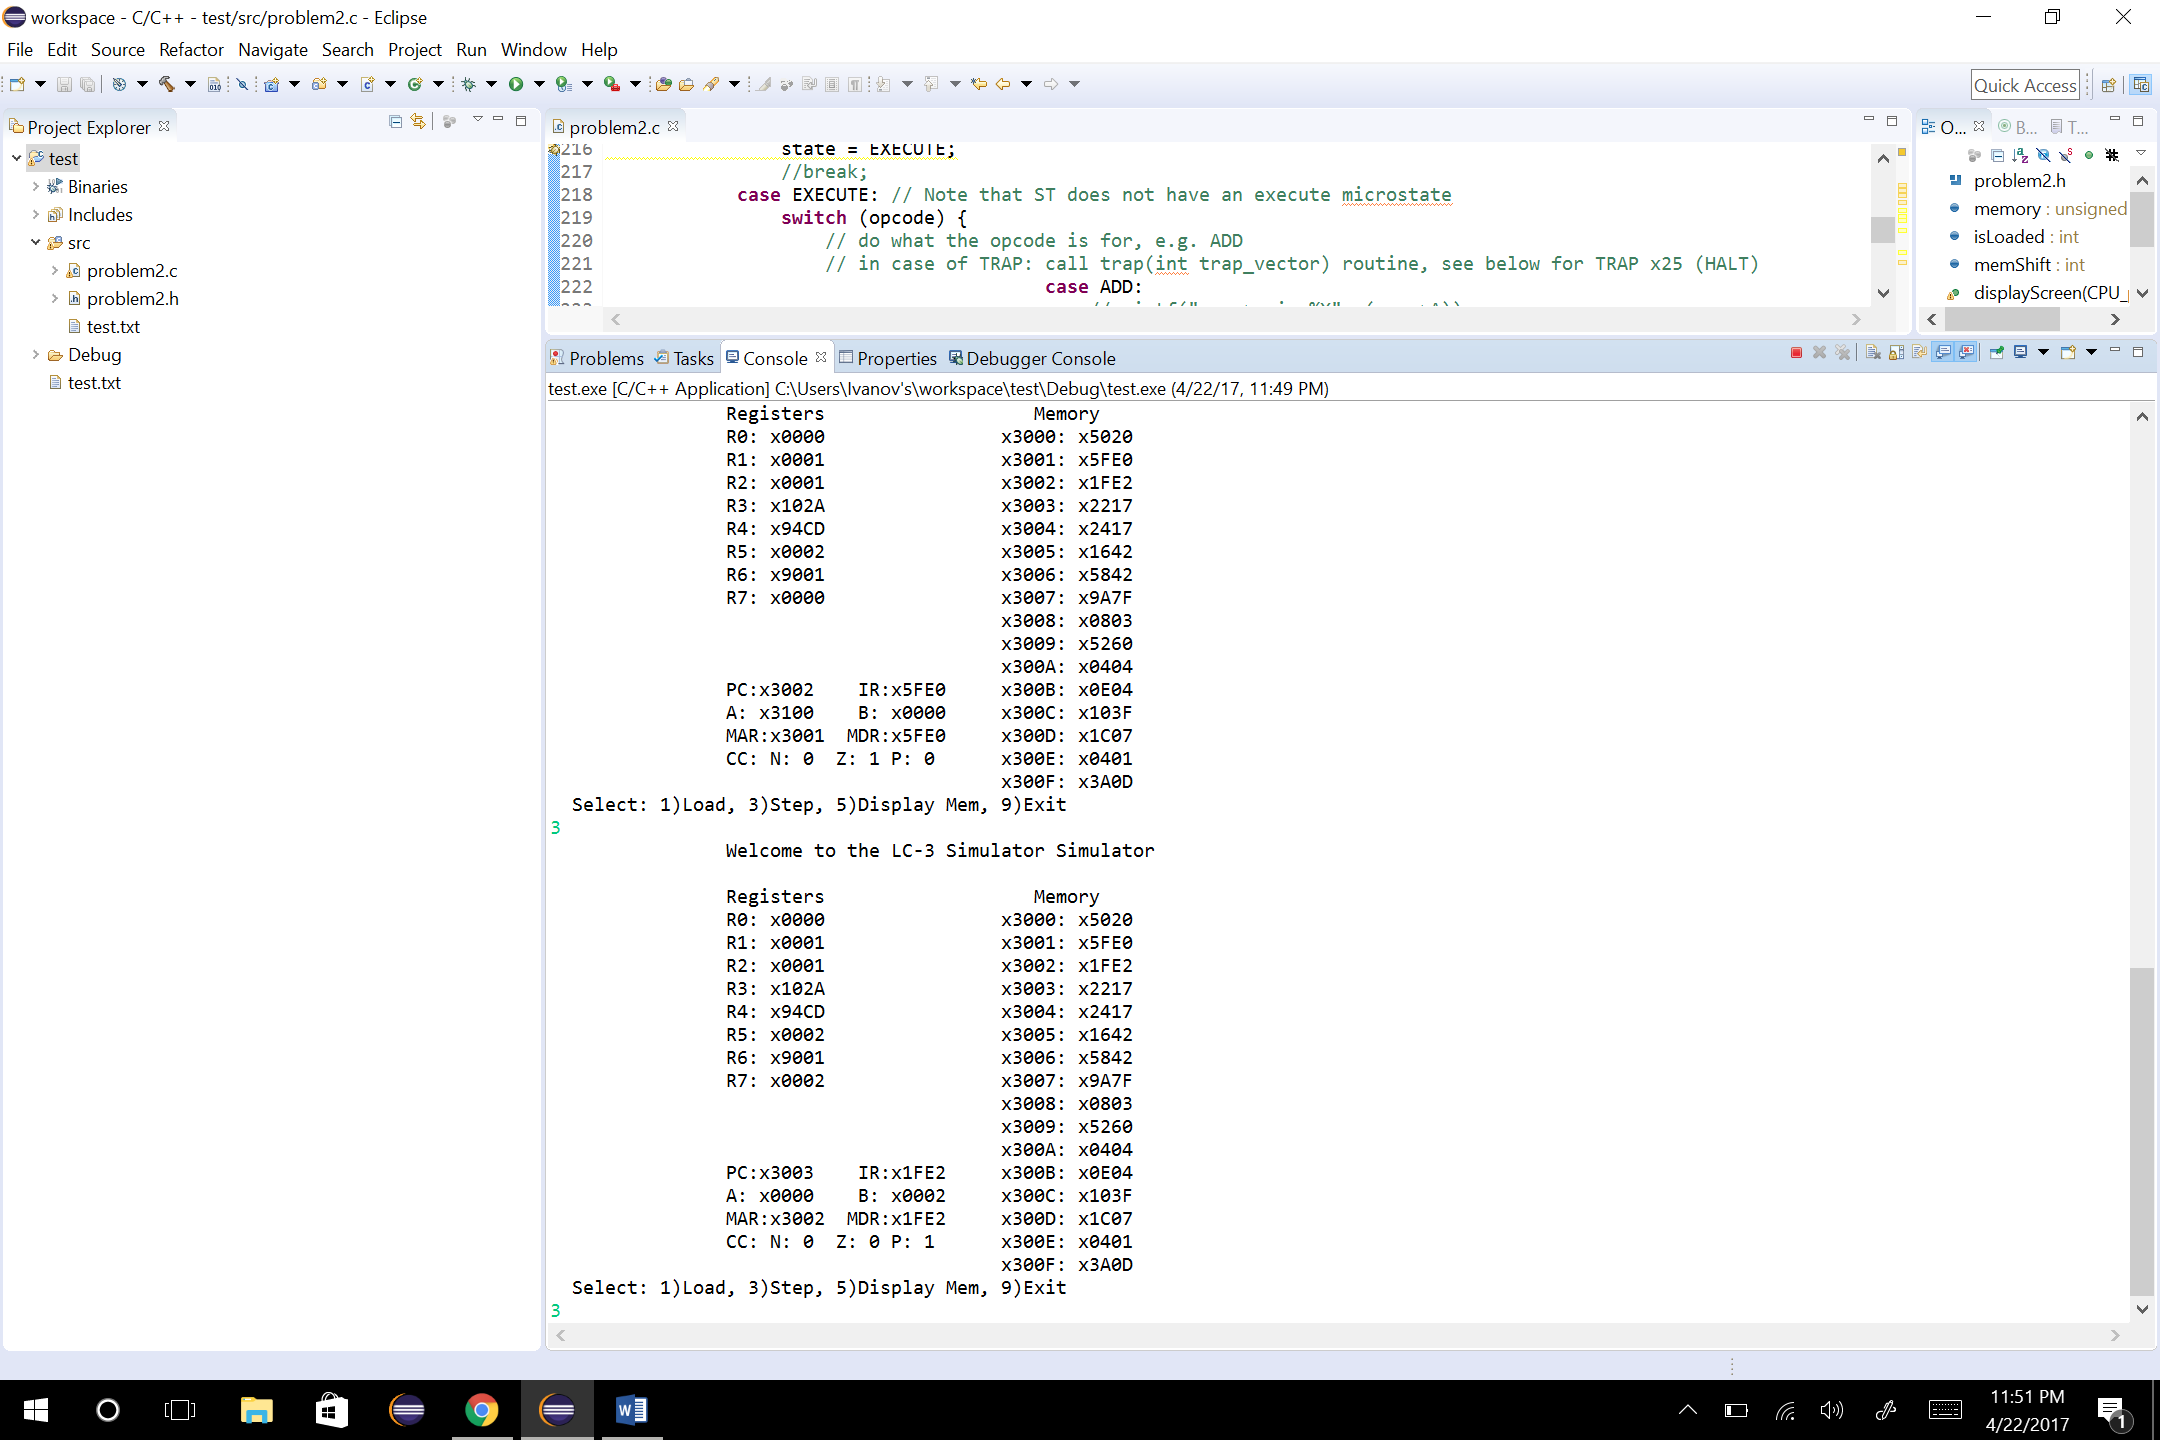 workspace - C/C++ - test/src/problem2.c - Eclipse
File Edit Source Refactor Navigate Search Project Run Window Help
Quick Access
Project Explorer
test
Binaries
Includes
src
problem2.c
problem2.h
test.txt
Debug
test.txt
problem2.c
216 state = EXECUTE;
217 //break;
218 case EXECUTE: // Note that ST does not have an execute microstate
219 switch (opcode) {
220 // do what the opcode is for, e.g. ADD
221 // in case of TRAP: call trap(int trap_vector) routine, see below for TRAP x25 (HALT)
222 case ADD:
O... B... T...
problem2.h
memory : unsigned
isLoaded : int
memShift : int
displayScreen(CPU_
Problems Tasks Console Properties Debugger Console
test.exe [C/C++ Application] C:\Users\Ivanov's\workspace\test\Debug\test.exe (4/22/17, 11:49 PM)
Registers Memory
R0: x0000 x3000: x5020
R1: x0001 x3001: x5FE0
R2: x0001 x3002: x1FE2
R3: x102A x3003: x2217
R4: x94CD x3004: x2417
R5: x0002 x3005: x1642
R6: x9001 x3006: x5842
R7: x0000 x3007: x9A7F
x3008: x0803
x3009: x5260
x300A: x0404
PC:x3002 IR:x5FE0 x300B: x0E04
A: x3100 B: x0000 x300C: x103F
MAR:x3001 MDR:x5FE0 x300D: x1C07
CC: N: 0 Z: 1 P: 0 x300E: x0401
x300F: x3A0D
Select: 1)Load, 3)Step, 5)Display Mem, 9)Exit
3
Welcome to the LC-3 Simulator Simulator
Registers Memory
R0: x0000 x3000: x5020
R1: x0001 x3001: x5FE0
R2: x0001 x3002: x1FE2
R3: x102A x3003: x2217
R4: x94CD x3004: x2417
R5: x0002 x3005: x1642
R6: x9001 x3006: x5842
R7: x0002 x3007: x9A7F
x3008: x0803
x3009: x5260
x300A: x0404
PC:x3003 IR:x1FE2 x300B: x0E04
A: x0000 B: x0002 x300C: x103F
MAR:x3002 MDR:x1FE2 x300D: x1C07
CC: N: 0 Z: 0 P: 1 x300E: x0401
x300F: x3A0D
Select: 1)Load, 3)Step, 5)Display Mem, 9)Exit
3
11:51 PM
4/22/2017
1